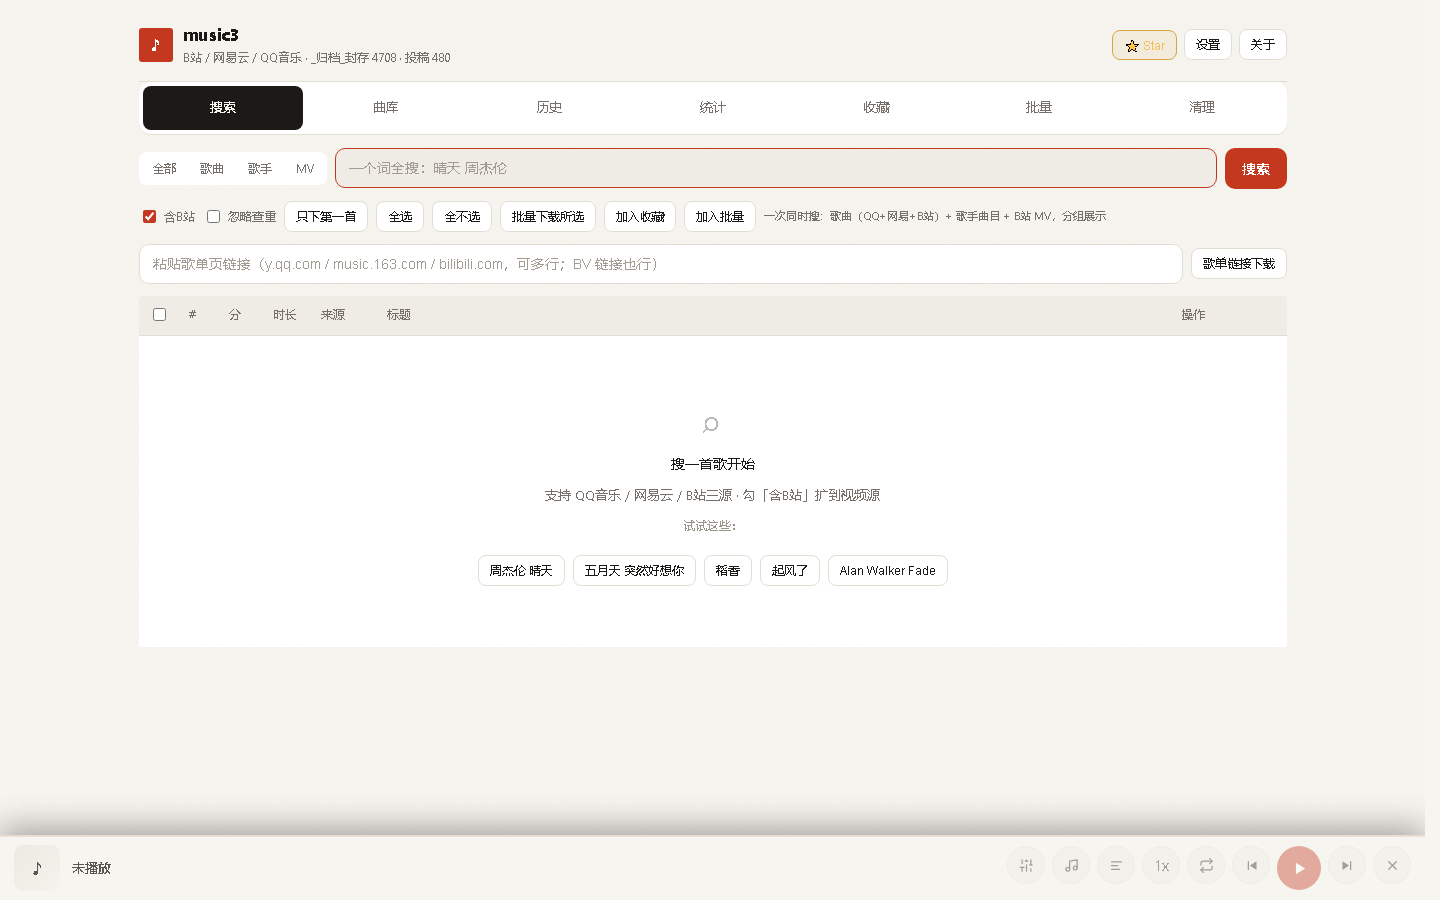 music3
B站 / 网易云 / QQ音乐 · _归档_封存 4708 · 投稿 480
Star 设置 关于
搜索 曲库 历史 统计 收藏 批量 清理
全部 歌曲 歌手 MV 一个词全搜：晴天 周杰伦 搜索
含B站 忽略查重 只下第一首 全选 全不选 批量下载所选 加入收藏 加入批量 一次同时搜：歌曲（QQ+网易+B站）+ 歌手曲目 + B站 MV，分组展示
粘贴歌单页链接（y.qq.com / music.163.com / bilibili.com，可多行；BV 链接也行） 歌单链接下载
# 分 时长 来源 标题 操作
搜一首歌开始
支持 QQ音乐 / 网易云 / B站三源 · 勾「含B站」扩到视频源
试试这些：
周杰伦 晴天 五月天 突然好想你 稻香 起风了 Alan Walker Fade
未播放 1x